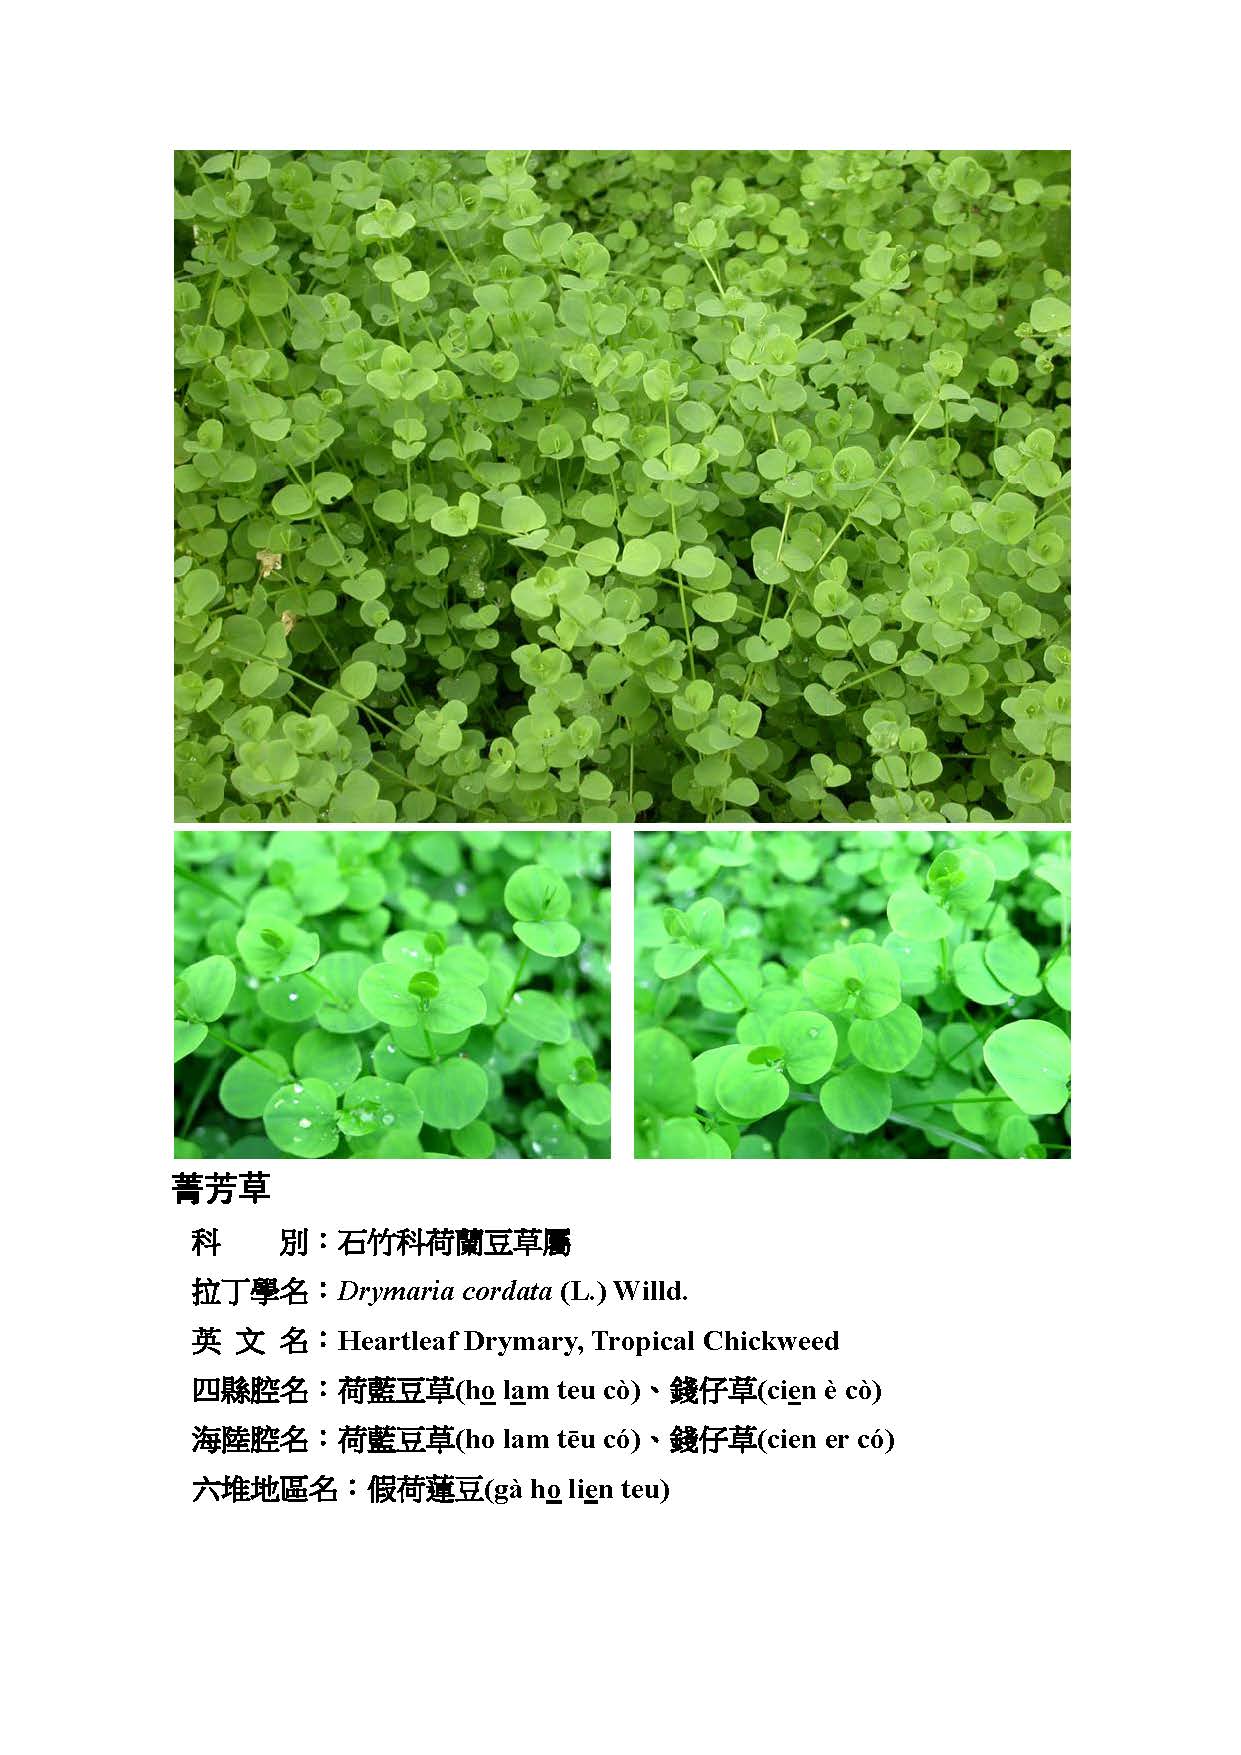 菁芳草
科　　別：石竹科荷蘭豆草屬
拉丁學名：Drymaria cordata (L.) Willd.
英 文 名：Heartleaf Drymary, Tropical Chickweed
四縣腔名：荷藍豆草(ho lam teu cò)、錢仔草(cien è cò)
海陸腔名：荷藍豆草(ho lam tēu có)、錢仔草(cien er có)
六堆地區名：假荷蓮豆(gà ho lien teu)